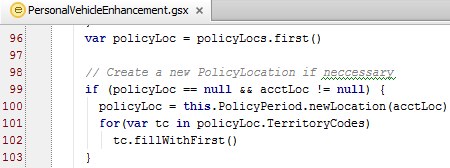 PersonalVehicleEnhancement.gsx ×
96 var policyLoc = policyLocs.first()
97
98 // Create a new PolicyLocation if neccessary
99 if (policyLoc == null && acctLoc != null) {
100 policyLoc = this.PolicyPeriod.newLocation(acctLoc)
101 for(var tc in policyLoc.TerritoryCodes)
102 tc.fillWithFirst()
103 }